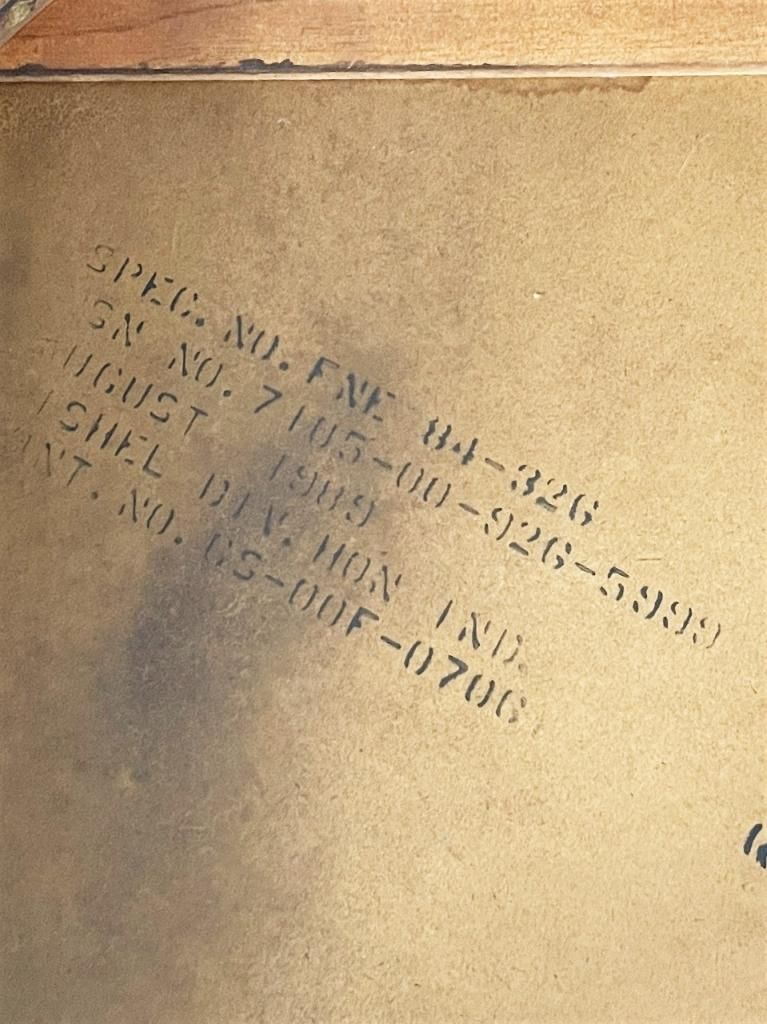 SPEC. NO. FNE 84-326
SN NO. 7105-00-926-5999
UGUST 1989
SHEL DIV. HON IND.
NT. NO. GS-00F-0706